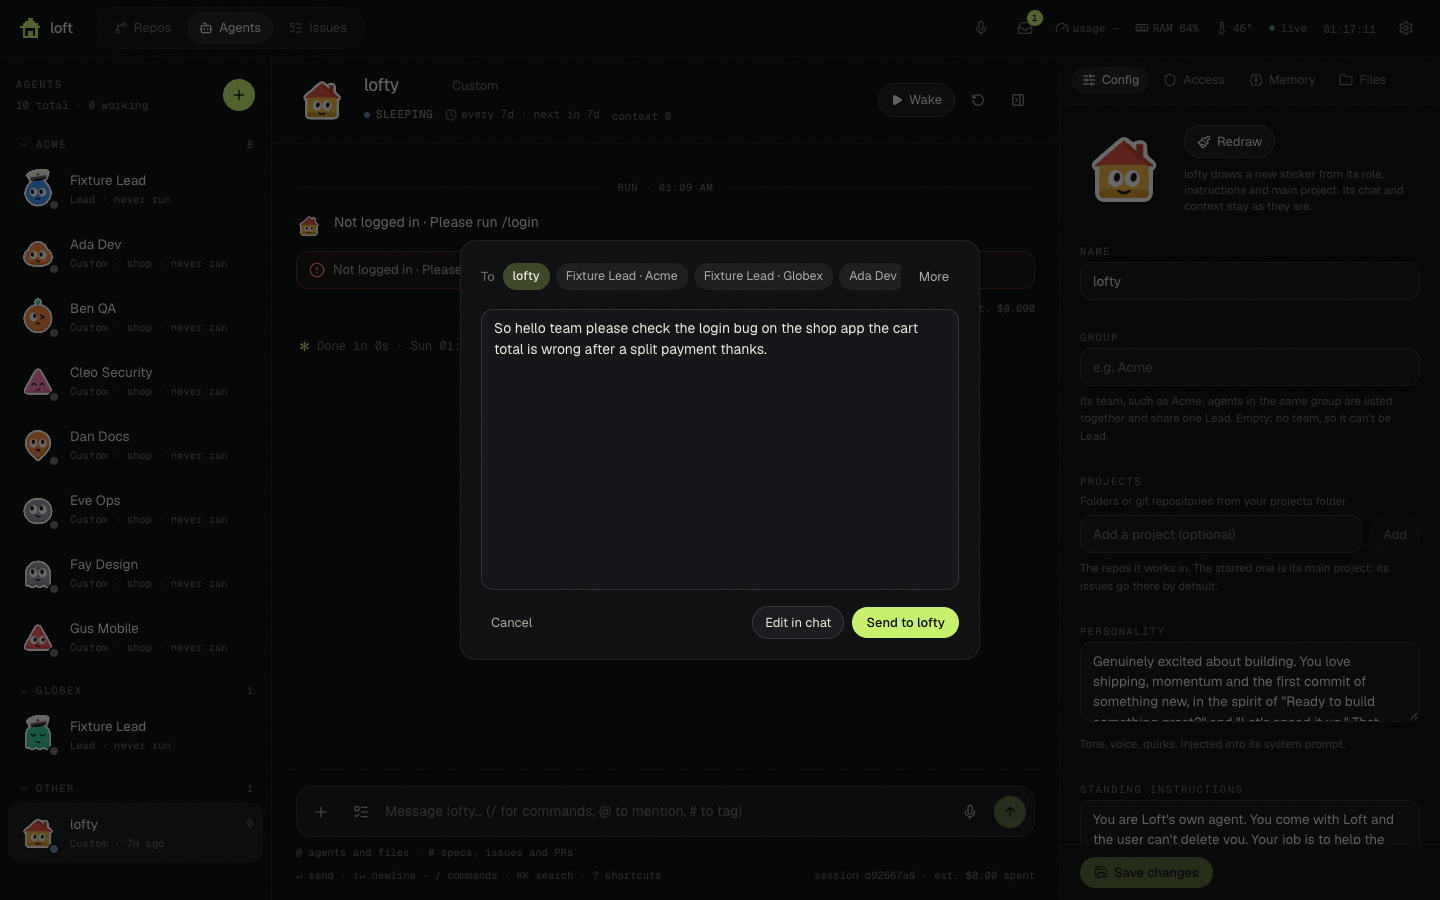 loft
Repos
Agents
Issues
1
usage –
RAM 64%
46°
live
01:17:11
AGENTS
10 total · 0 working
ACME 8
Fixture Lead
Lead · never run
Ada Dev
Custom · shop · never run
Ben QA
Custom · shop · never run
Cleo Security
Custom · shop · never run
Dan Docs
Custom · shop · never run
Eve Ops
Custom · shop · never run
Fay Design
Custom · shop · never run
Gus Mobile
Custom · shop · never run
GLOBEX 1
Fixture Lead
Lead · never run
OTHER 1
lofty 0
Custom · 7m ago
lofty Custom
SLEEPING every 7d · next in 7d context 0
Wake
RUN · 01:09 AM
Not logged in · Please run /login
Not logged in · Please
t. $0.000
Done in 0s · Sun 01:
To lofty Fixture Lead · Acme Fixture Lead · Globex Ada Dev More
So hello team please check the login bug on the shop app the cart
total is wrong after a split payment thanks.
Cancel Edit in chat Send to lofty
Message lofty... (/ for commands, @ to mention, # to tag)
@ agents and files · # specs, issues and PRs
↵ send · ⇧↵ newline · / commands · ⌘K search · ? shortcuts
session d92667a6 · est. $0.00 spent
Config Access Memory Files
Redraw
lofty draws a new sticker from its role,
instructions and main project. Its chat and
context stay as they are.
NAME
lofty
GROUP
e.g. Acme
Its team, such as Acme: agents in the same group are listed
together and share one Lead. Empty: no team, so it can't be
Lead.
PROJECTS
Folders or git repositories from your projects folder
Add a project (optional) Add
The repos it works in. The starred one is its main project: its
issues go there by default.
PERSONALITY
Genuinely excited about building. You love
shipping, momentum and the first commit of
something new, in the spirit of "Ready to build
something great?" and "Let's speed it up." That
Tone, voice, quirks. Injected into its system prompt.
STANDING INSTRUCTIONS
You are Loft's own agent. You come with Loft and
the user can't delete you. Your job is to help the
Save changes